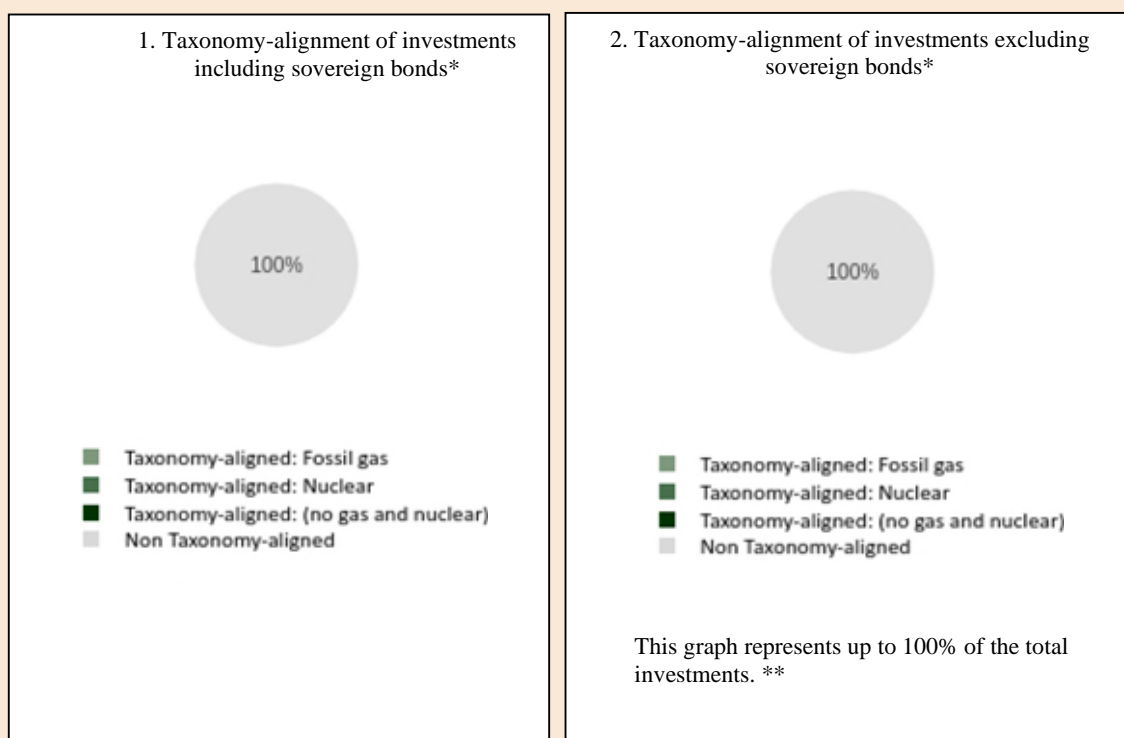 1. Taxonomy-alignment of investments
including sovereign bonds*
100%
Taxonomy-aligned: Fossil gas
Taxonomy-aligned: Nuclear
Taxonomy-aligned: (no gas and nuclear)
Non Taxonomy-aligned
2. Taxonomy-alignment of investments excluding
sovereign bonds*
100%
Taxonomy-aligned: Fossil gas
Taxonomy-aligned: Nuclear
Taxonomy-aligned: (no gas and nuclear)
Non Taxonomy-aligned
This graph represents up to 100% of the total
investments. **